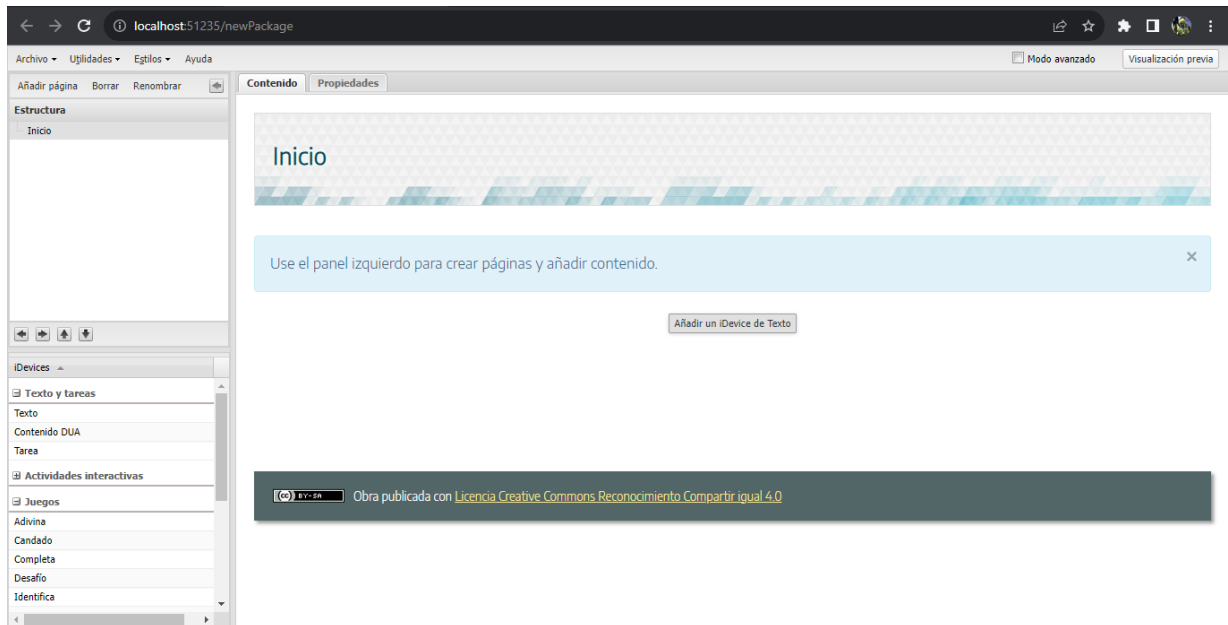 localhost:51235/newPackage
Archivo Utilidades Estilos Ayuda
Modo avanzado Visualización previa
Añadir página Borrar Renombrar
Contenido Propiedades
Estructura
Inicio
Inicio
Use el panel izquierdo para crear páginas y añadir contenido.
Añadir un iDevice de Texto
iDevices
Texto y tareas
Texto
Contenido DUA
Tarea
Actividades interactivas
Juegos
Adivina
Candado
Completa
Desafío
Identifica
(cc) BY-SA Obra publicada con Licencia Creative Commons Reconocimiento Compartir igual 4.0